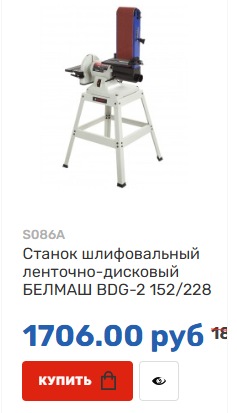 S086A
Станок шлифовальный
ленточно-дисковый
БЕЛМАШ BDG-2 152/228
1706.00 руб
КУПИТЬ